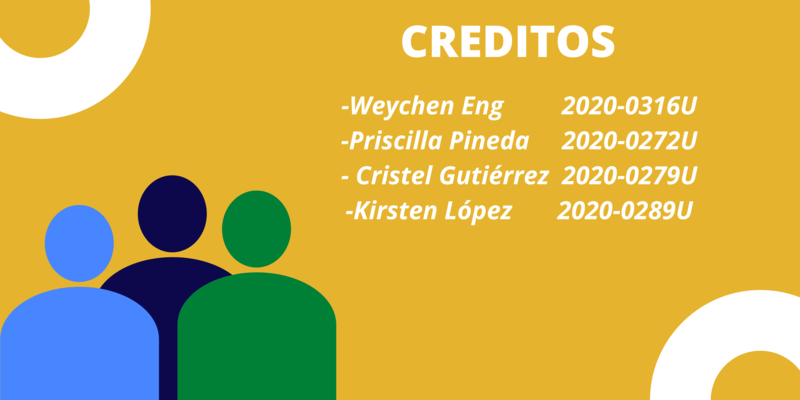 CREDITOS
-Weychen Eng 2020-0316U
-Priscilla Pineda 2020-0272U
- Cristel Gutiérrez 2020-0279U
-Kirsten López 2020-0289U